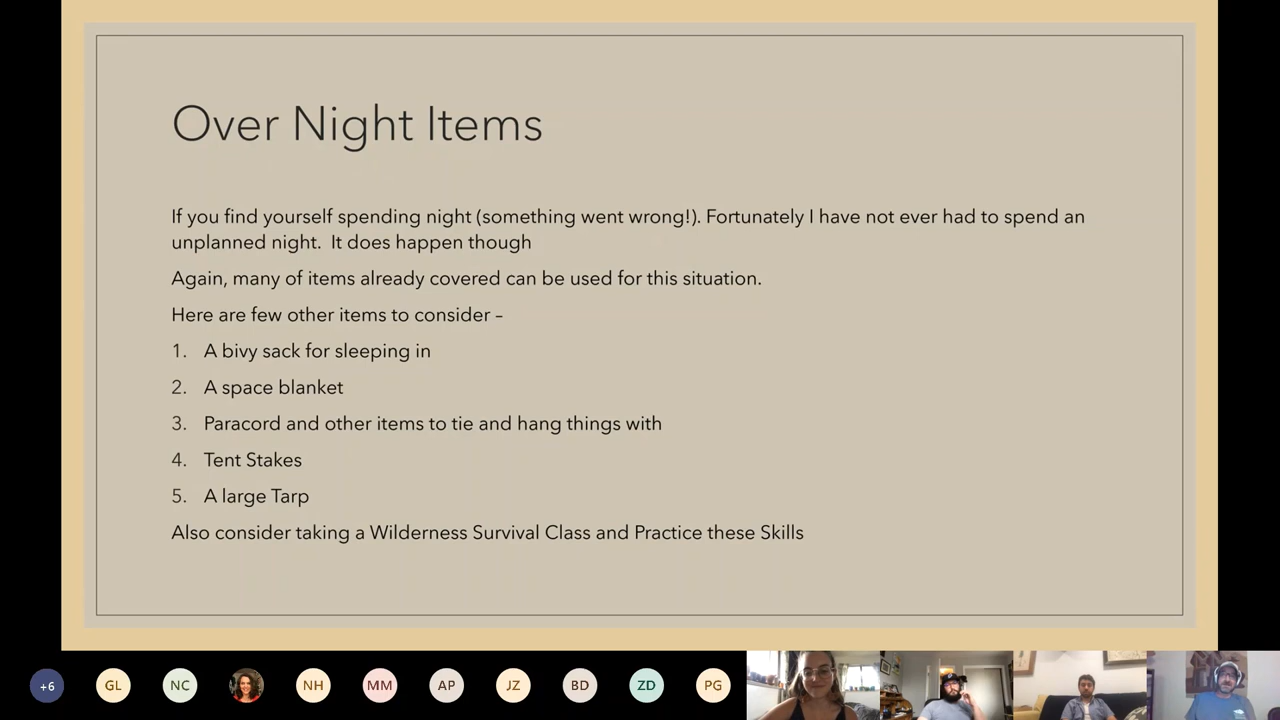 Over Night Items
If you find yourself spending night (something went wrong!). Fortunately I have not ever had to spend an
unplanned night.  It does happen though
Again, many of items already covered can be used for this situation.
Here are few other items to consider –
1. A bivy sack for sleeping in
2. A space blanket
3. Paracord and other items to tie and hang things with
4. Tent Stakes
5. A large Tarp
Also consider taking a Wilderness Survival Class and Practice these Skills
+6 GL NC NH MM AP JZ BD ZD PG